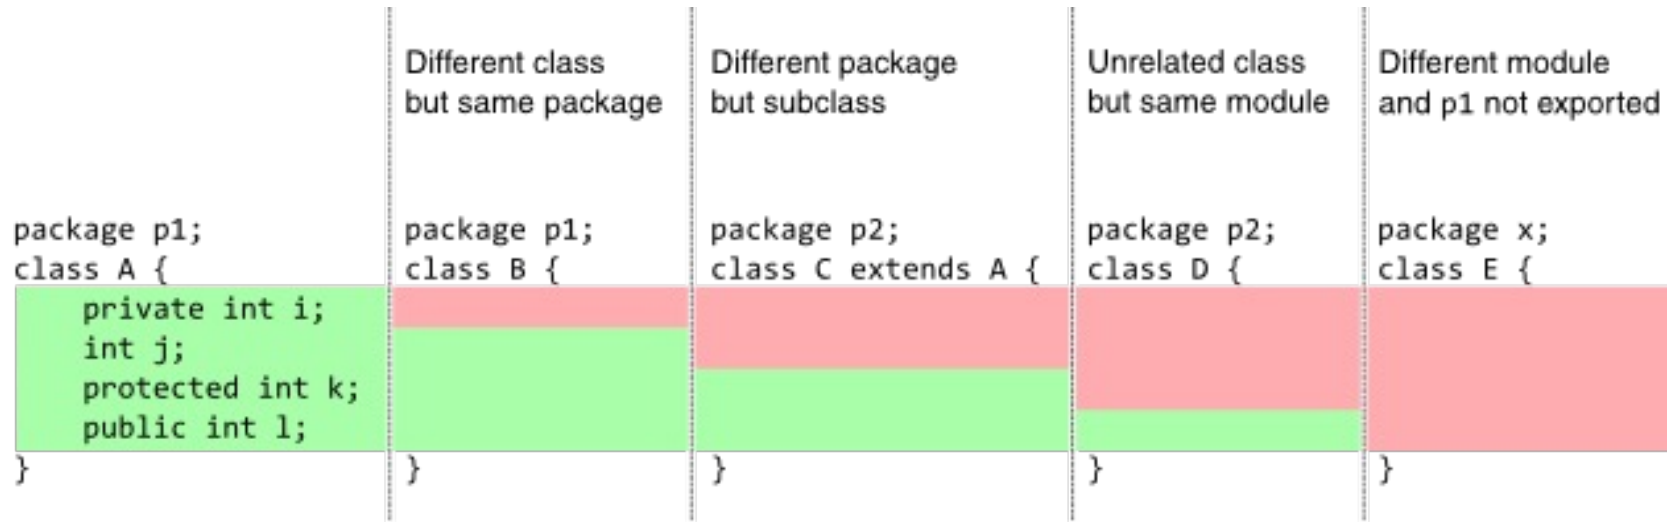 Different class
but same package
Different package
but subclass
Unrelated class
but same module
Different module
and p1 not exported
package p1;
class A {
    private int i;
    int j;
    protected int k;
    public int l;
}
package p1;
class B {
}
package p2;
class C extends A {
}
package p2;
class D {
}
package x;
class E {
}